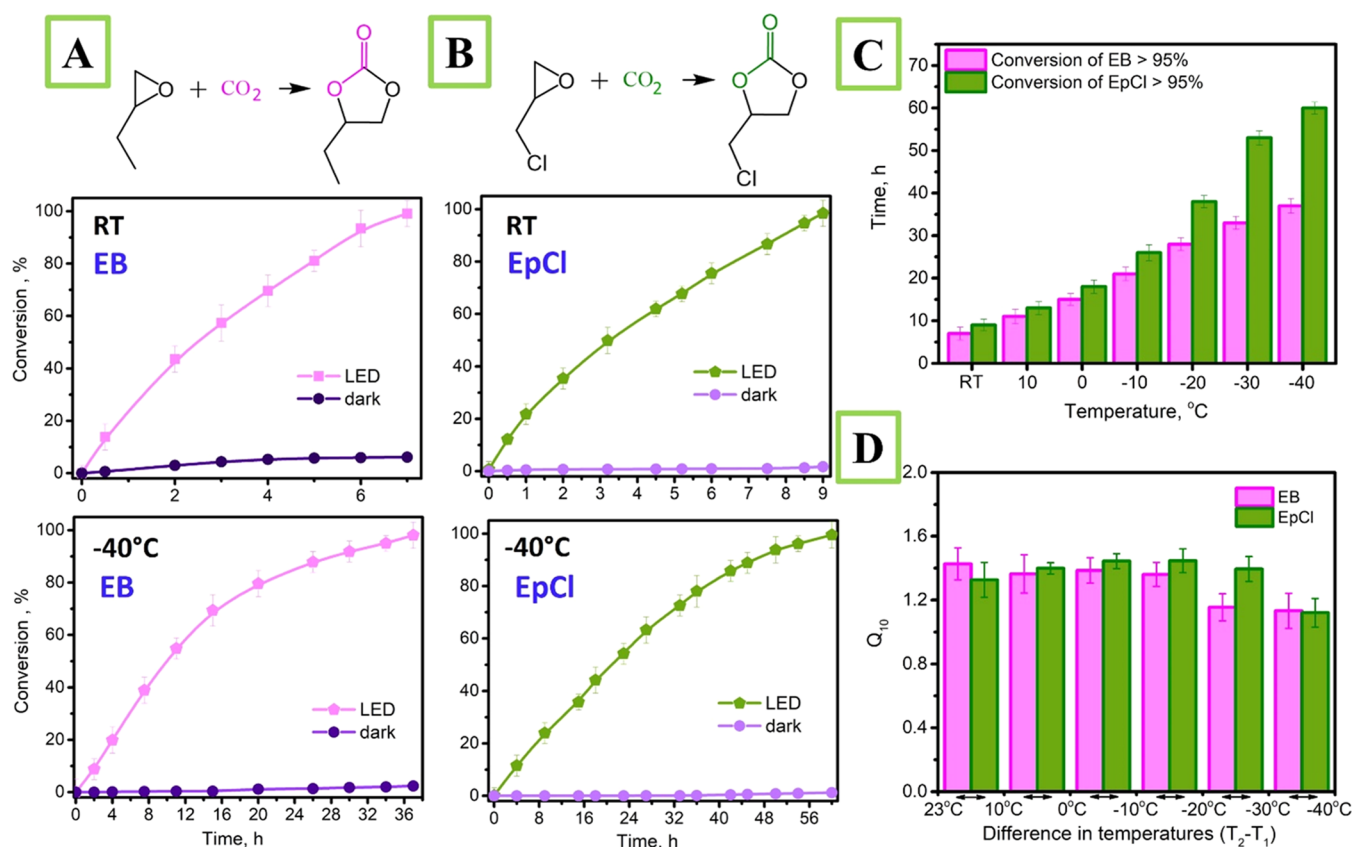 A
O
O
+ CO₂
O
O
B
O
Cl
+ CO₂
O
O
O
Cl
RT
EB
Conversion , %
100
80
60
40
20
0
LED
dark
0 2 4 6
RT
EpCl
100
80
60
40
20
0
LED
dark
0 1 2 3 4 5 6 7 8 9
-40°C
EB
Conversion , %
100
80
60
40
20
0
LED
dark
0 4 8 12 16 20 24 28 32 36
Time, h
-40°C
EpCl
100
80
60
40
20
0
LED
dark
0 8 16 24 32 40 48 56
Time, h
C
Conversion of EB > 95%
Conversion of EpCl > 95%
Time, h
70
60
50
40
30
20
10
0
RT 10 0 -10 -20 -30 -40
Temperature, °C
D
EB
EpCl
Q₁₀
2.0
1.6
1.2
0.8
0.4
0.0
23°C 10°C 0°C -10°C -20°C -30°C -40°C
Difference in temperatures (T₂-T₁)